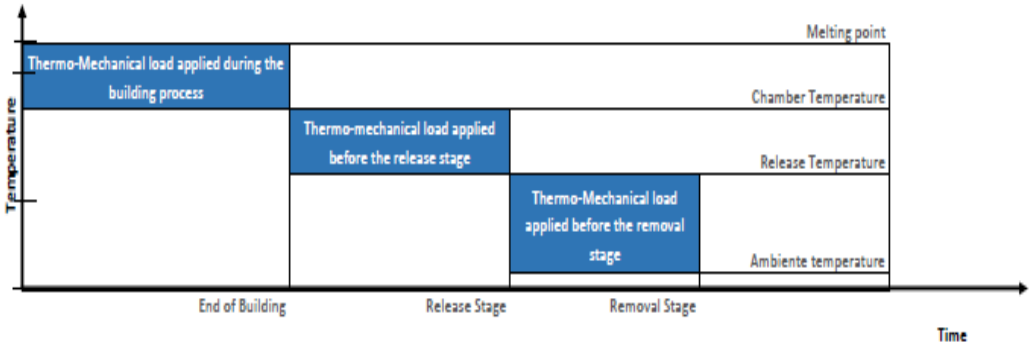 Melting point
Thermo-Mechanical load applied during the
building process
Chamber Temperature
Thermo-mechanical load applied
before the release stage
Release Temperature
Thermo-Mechanical load
applied before the removal
stage
Ambiente temperature
Temperature
End of Building
Release Stage
Removal Stage
Time